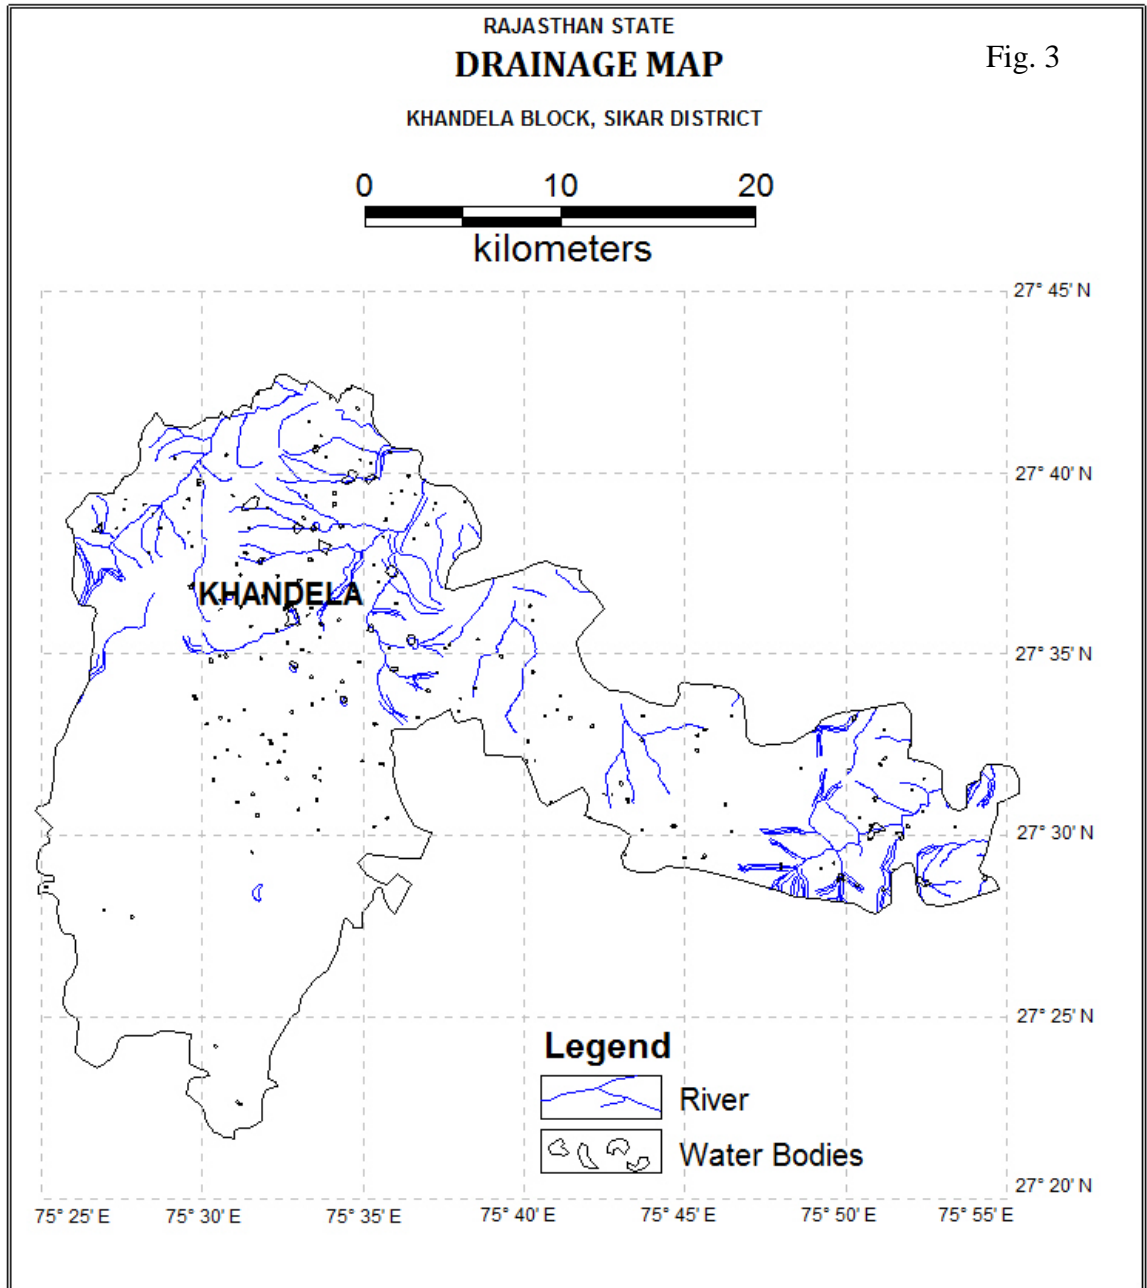 RAJASTHAN STATE
DRAINAGE MAP
Fig. 3
KHANDELA BLOCK, SIKAR DISTRICT
0 10 20
kilometers
27° 45' N
27° 40' N
KHANDELA
27° 35' N
27° 30' N
27° 25' N
Legend
River
Water Bodies
27° 20' N
75° 25' E 75° 30' E 75° 35' E 75° 40' E 75° 45' E 75° 50' E 75° 55' E